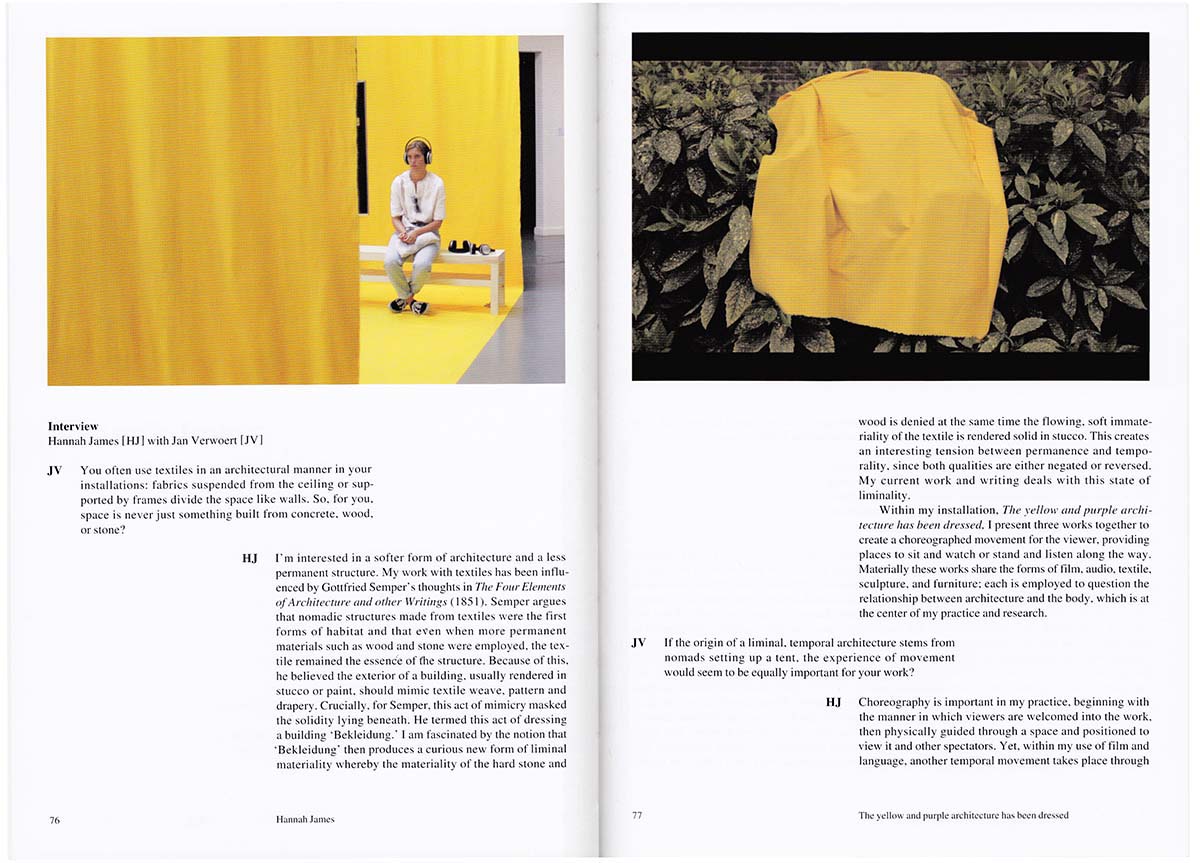 Interview
Hannah James [HJ] with Jan Verwoert [JV]
JV You often use textiles in an architectural manner in your
installations: fabrics suspended from the ceiling or sup-
ported by frames divide the space like walls. So, for you,
space is never just something built from concrete, wood,
or stone?
HJ I'm interested in a softer form of architecture and a less
permanent structure. My work with textiles has been influ-
enced by Gottfried Semper's thoughts in The Four Elements
of Architecture and other Writings (1851). Semper argues
that nomadic structures made from textiles were the first
forms of habitat and that even when more permanent
materials such as wood and stone were employed, the tex-
tile remained the essence of the structure. Because of this,
he believed the exterior of a building, usually rendered in
stucco or paint, should mimic textile weave, pattern and
drapery. Crucially, for Semper, this act of mimicry masked
the solidity lying beneath. He termed this act of dressing
a building 'Bekleidung.' I am fascinated by the notion that
'Bekleidung' then produces a curious new form of liminal
materiality whereby the materiality of the hard stone and
76
Hannah James
wood is denied at the same time the flowing, soft immate-
riality of the textile is rendered solid in stucco. This creates
an interesting tension between permanence and tempo-
rality, since both qualities are either negated or reversed.
My current work and writing deals with this state of
liminality.
Within my installation, The yellow and purple archi-
tecture has been dressed, I present three works together to
create a choreographed movement for the viewer, providing
places to sit and watch or stand and listen along the way.
Materially these works share the forms of film, audio, textile,
sculpture, and furniture; each is employed to question the
relationship between architecture and the body, which is at
the center of my practice and research.
JV If the origin of a liminal, temporal architecture stems from
nomads setting up a tent, the experience of movement
would seem to be equally important for your work?
HJ Choreography is important in my practice, beginning with
the manner in which viewers are welcomed into the work,
then physically guided through a space and positioned to
view it and other spectators. Yet, within my use of film and
language, another temporal movement takes place through
77
The yellow and purple architecture has been dressed